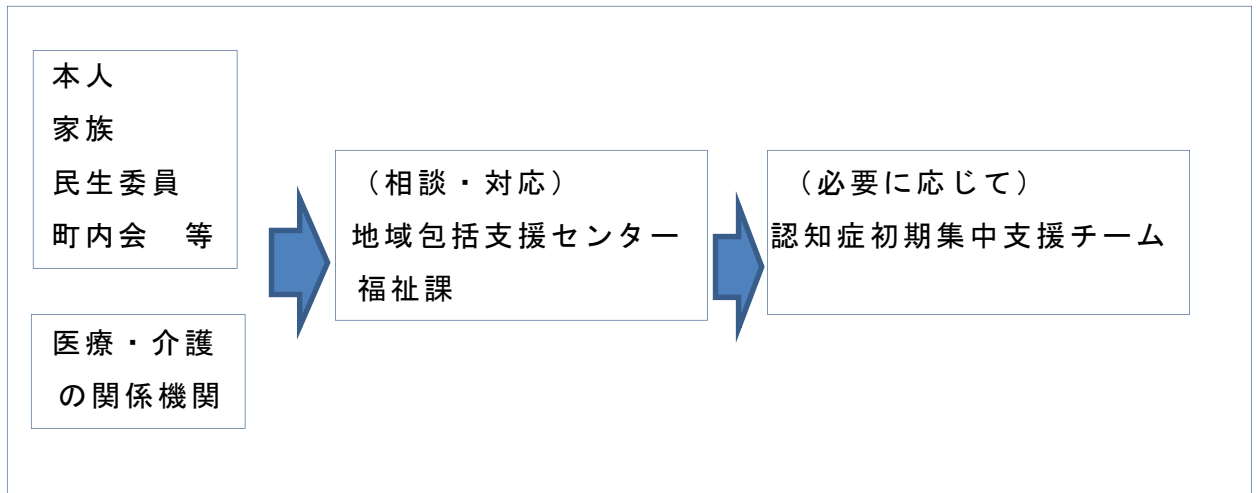 本人
家族
民生委員
町内会　等
医療・介護
の関係機関
（相談・対応）
地域包括支援センター
福祉課
（必要に応じて）
認知症初期集中支援チーム